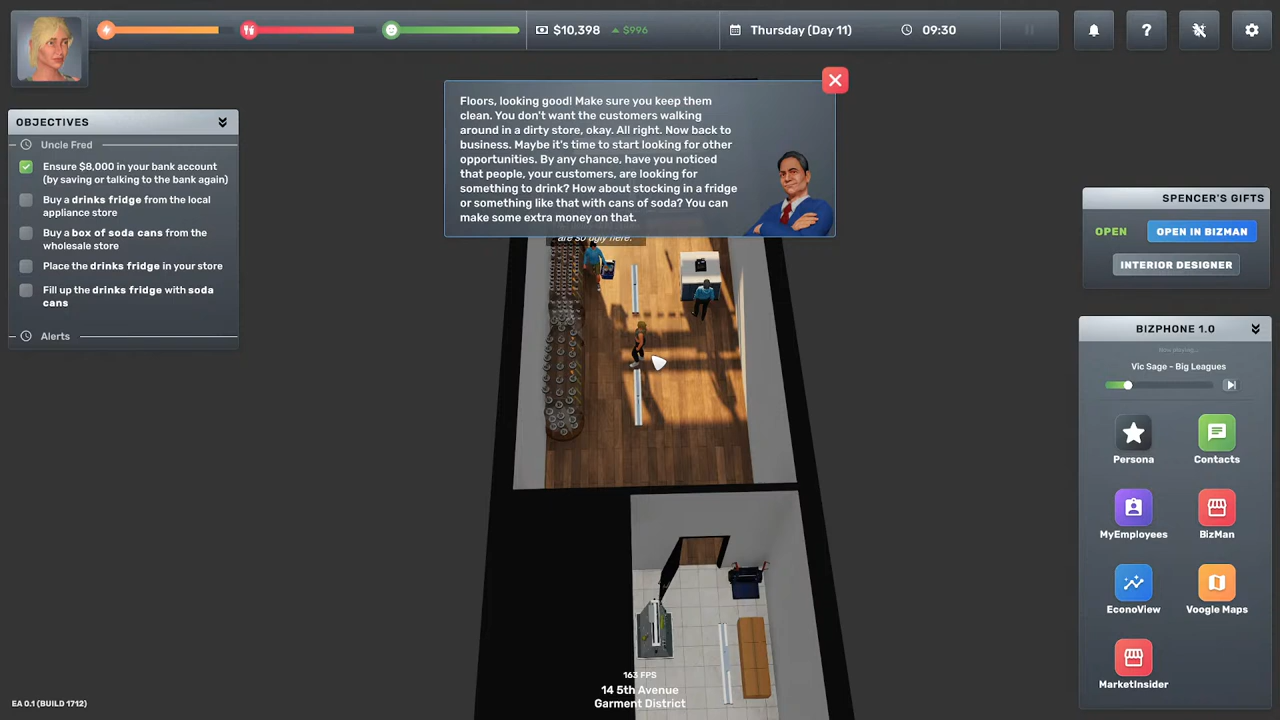 $10,398
$996
Thursday (Day 11)
09:30
?
OBJECTIVES
Uncle Fred
Ensure $8,000 in your bank account
(by saving or talking to the bank again)
Buy a drinks fridge from the local
appliance store
Buy a box of soda cans from the
wholesale store
Place the drinks fridge in your store
Fill up the drinks fridge with soda
cans
Alerts
Floors, looking good! Make sure you keep them
clean. You don't want the customers walking
around in a dirty store, okay. All right. Now back to
business. Maybe it's time to start looking for other
opportunities. By any chance, have you noticed
that people, your customers, are looking for
something to drink? How about stocking in a fridge
or something like that with cans of soda? You can
make some extra money on that.
are so ugly here.
SPENCER'S GIFTS
OPEN
OPEN IN BIZMAN
INTERIOR DESIGNER
BIZPHONE 1.0
Now playing...
Vic Sage - Big Leagues
Persona
Contacts
MyEmployees
BizMan
EconoView
Voogle Maps
MarketInsider
163 FPS
14 5th Avenue
Garment District
EA 0.1 (BUILD 1712)